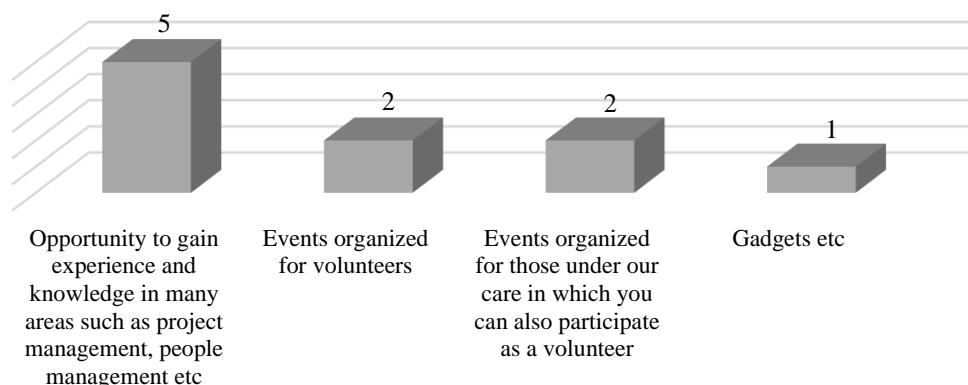 5
2
2
1
Opportunity to gain
experience and
knowledge in many
areas such as project
management, people
management etc
Events organized
for volunteers
Events organized
for those under our
care in which you
can also participate
as a volunteer
Gadgets etc